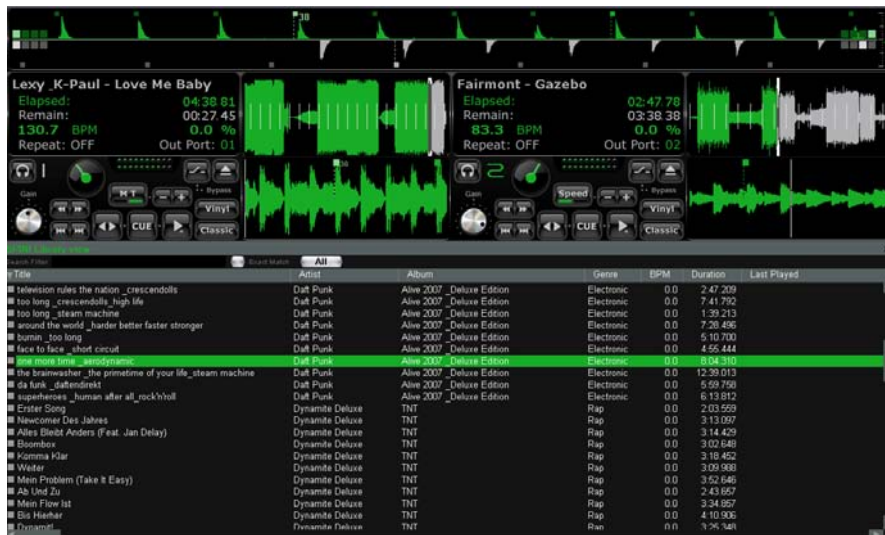 38
Lexy _K-Paul - Love Me Baby
Elapsed: 04:38.81
Remain: 00:27.45
130.7 BPM 0.0 %
Repeat: OFF Out Port: 01
Fairmont - Gazebo
Elapsed: 02:47.78
Remain: 03:38.38
83.3 BPM 0.0 %
Repeat: OFF Out Port: 02
1
Gain
MT
Bypass
Vinyl
CUE
Classic
2
Gain
Speed
Bypass
Vinyl
CUE
Classic
Search Filter Exact Match All
Title Artist Album Genre BPM Duration Last Played
television rules the nation _crescendolls Daft Punk Alive 2007 _Deluxe Edition Electronic 0.0 2:47.209
too long _crescendolls_high life Daft Punk Alive 2007 _Deluxe Edition Electronic 0.0 7:41.792
too long _steam machine Daft Punk Alive 2007 _Deluxe Edition Electronic 0.0 1:39.213
around the world _harder better faster stronger Daft Punk Alive 2007 _Deluxe Edition Electronic 0.0 7:28.496
burnin _too long Daft Punk Alive 2007 _Deluxe Edition Electronic 0.0 5:10.700
face to face _short circuit Daft Punk Alive 2007 _Deluxe Edition Electronic 0.0 4:55.444
one more time _aerodynamic Daft Punk Alive 2007 _Deluxe Edition Electronic 0.0 8:04.310
the brainwasher _the primetime of your life_steam machine Daft Punk Alive 2007 _Deluxe Edition Electronic 0.0 12:39.013
da funk _daftendirekt Daft Punk Alive 2007 _Deluxe Edition Electronic 0.0 5:59.758
superheroes _human after all_rock'n'roll Daft Punk Alive 2007 _Deluxe Edition Electronic 0.0 6:13.812
Erster Song Dynamite Deluxe TNT Rap 0.0 2:03.559
Newcomer Des Jahres Dynamite Deluxe TNT Rap 0.0 3:13.097
Alles Bleibt Anders (Feat. Jan Delay) Dynamite Deluxe TNT Rap 0.0 3:14.429
Boombox Dynamite Deluxe TNT Rap 0.0 3:02.648
Komma Klar Dynamite Deluxe TNT Rap 0.0 3:18.452
Weiter Dynamite Deluxe TNT Rap 0.0 3:09.988
Mein Problem (Take It Easy) Dynamite Deluxe TNT Rap 0.0 3:52.646
Ab Und Zu Dynamite Deluxe TNT Rap 0.0 2:43.657
Mein Flow Ist Dynamite Deluxe TNT Rap 0.0 3:34.857
Bis Hierher Dynamite Deluxe TNT Rap 0.0 4:10.906
Dynamit! Dynamite Deluxe TNT Rap 0.0 3:25.348